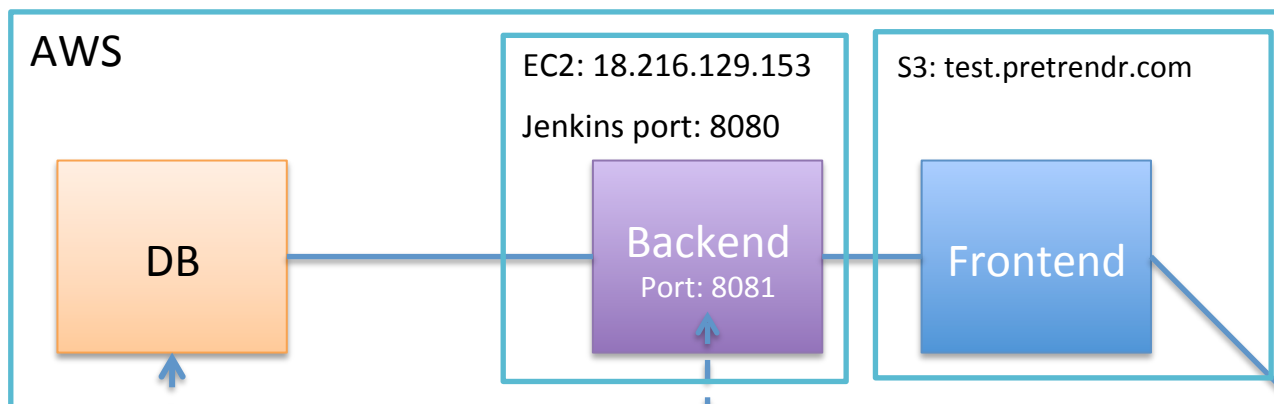 AWS
EC2: 18.216.129.153
Jenkins port: 8080
S3: test.pretrendr.com
DB
Backend
Port: 8081
Frontend